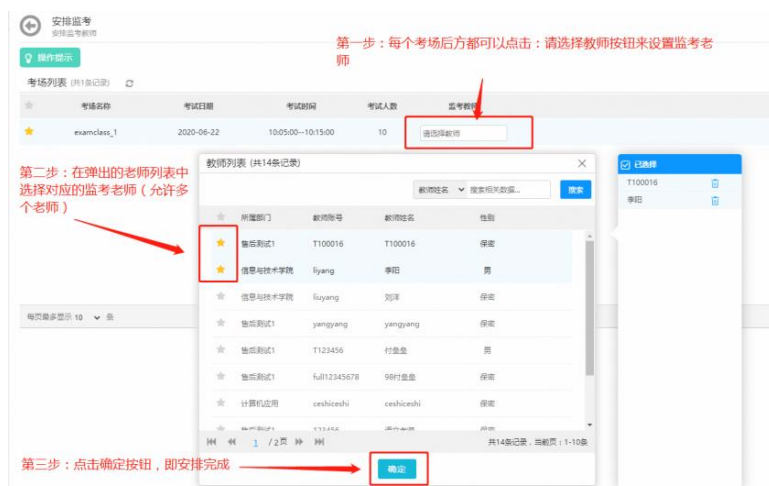 安排监考
安排监考教师
操作提示
第一步：每个考场后方都可以点击：请选择教师按钮来设置监考老
师
考场列表 (共1条记录)
考场名称 考试日期 考试时间 考试人数 监考教师
examclass_1 2020-06-22 10:05:00--10:15:00 10 请选择教师
第二步：在弹出的老师列表中
选择对应的监考老师（允许多
个老师）
教师列表 (共14条记录)
已选择
T100016
李阳
教师姓名 搜索相关数据... 搜索
所属部门 教师账号 教师姓名 性别
售后测试1 T100016 T100016 保密
信息与技术学院 liyang 李阳 男
信息与技术学院 liuyang 刘洋 保密
售后测试1 yangyang yangyang 保密
售后测试1 T123456 付垒垒 男
售后测试1 full12345678 98付垒垒 保密
计算机应用 ceshiceshi ceshiceshi 保密
售后测试1 123456 语文老师 保密
每页最多显示 10 条
1 /2页 共14条记录，当前页：1-10条
第三步：点击确定按钮，即安排完成
确定